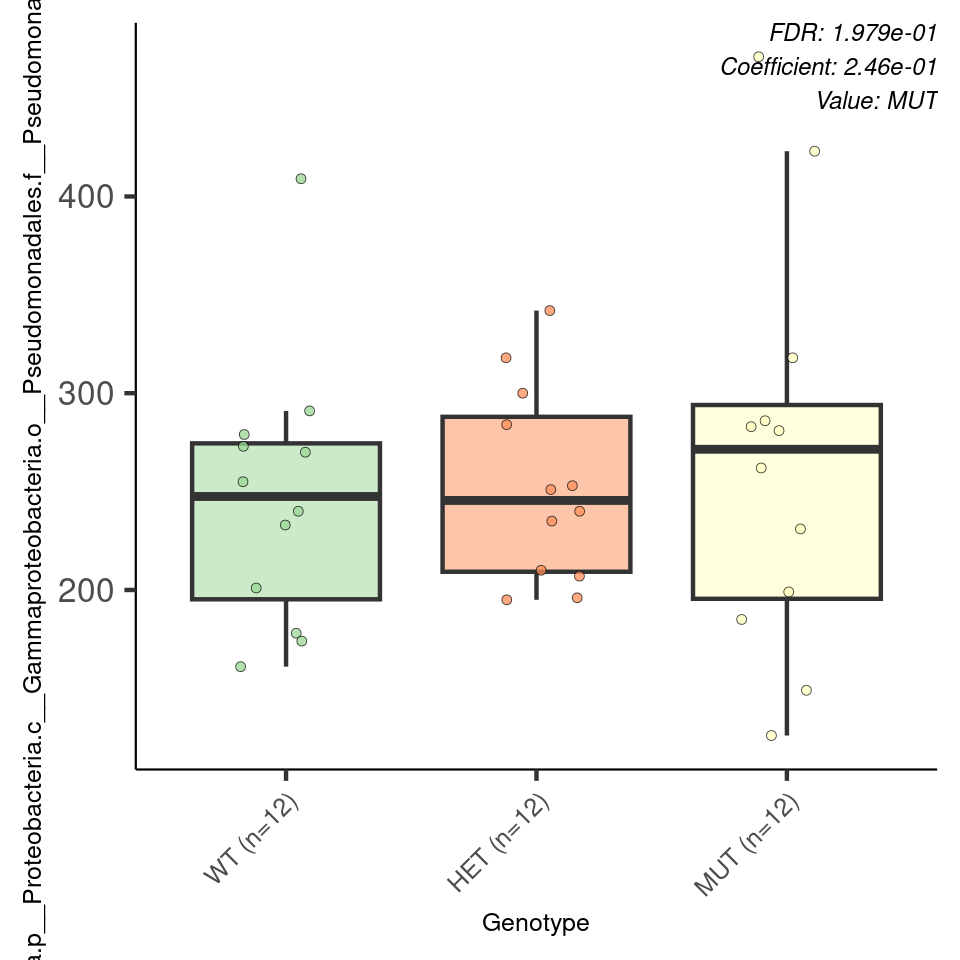 FDR: 1.979e-01
Coefficient: 2.46e-01
Value: MUT
a.p__Proteobacteria.c__Gammaproteobacteria.o__Pseudomonadales.f__Pseudomona
400
300
200
WT (n=12)
HET (n=12)
MUT (n=12)
Genotype